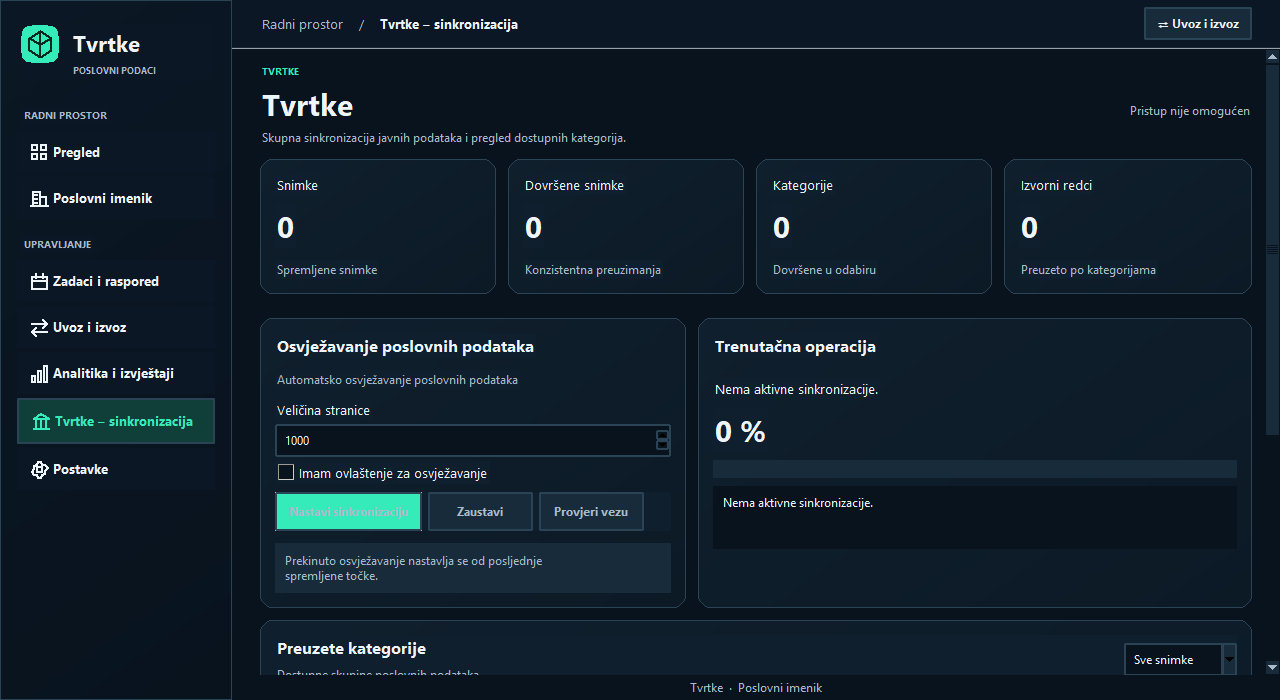 Tvrtke
POSLOVNI PODACI
RADNI PROSTOR
Pregled
Poslovni imenik
UPRAVLJANJE
Zadaci i raspored
Uvoz i izvoz
Analitika i izvještaji
Tvrtke – sinkronizacija
Postavke
Radni prostor / Tvrtke – sinkronizacija
⇄ Uvoz i izvoz
TVRTKE
Tvrtke
Pristup nije omogućen
Skupna sinkronizacija javnih podataka i pregled dostupnih kategorija.
Snimke
0
Spremljene snimke
Dovršene snimke
0
Konzistentna preuzimanja
Kategorije
0
Dovršene u odabiru
Izvorni redci
0
Preuzeto po kategorijama
Osvježavanje poslovnih podataka
Automatsko osvježavanje poslovnih podataka
Veličina stranice
1000
Imam ovlaštenje za osvježavanje
Nastavi sinkronizaciju
Zaustavi
Provjeri vezu
Prekinuto osvježavanje nastavlja se od posljednje
spremljene točke.
Trenutačna operacija
Nema aktivne sinkronizacije.
0 %
Nema aktivne sinkronizacije.
Preuzete kategorije
Dostupne skupine poslovnih podataka
Sve snimke
Tvrtke · Poslovni imenik